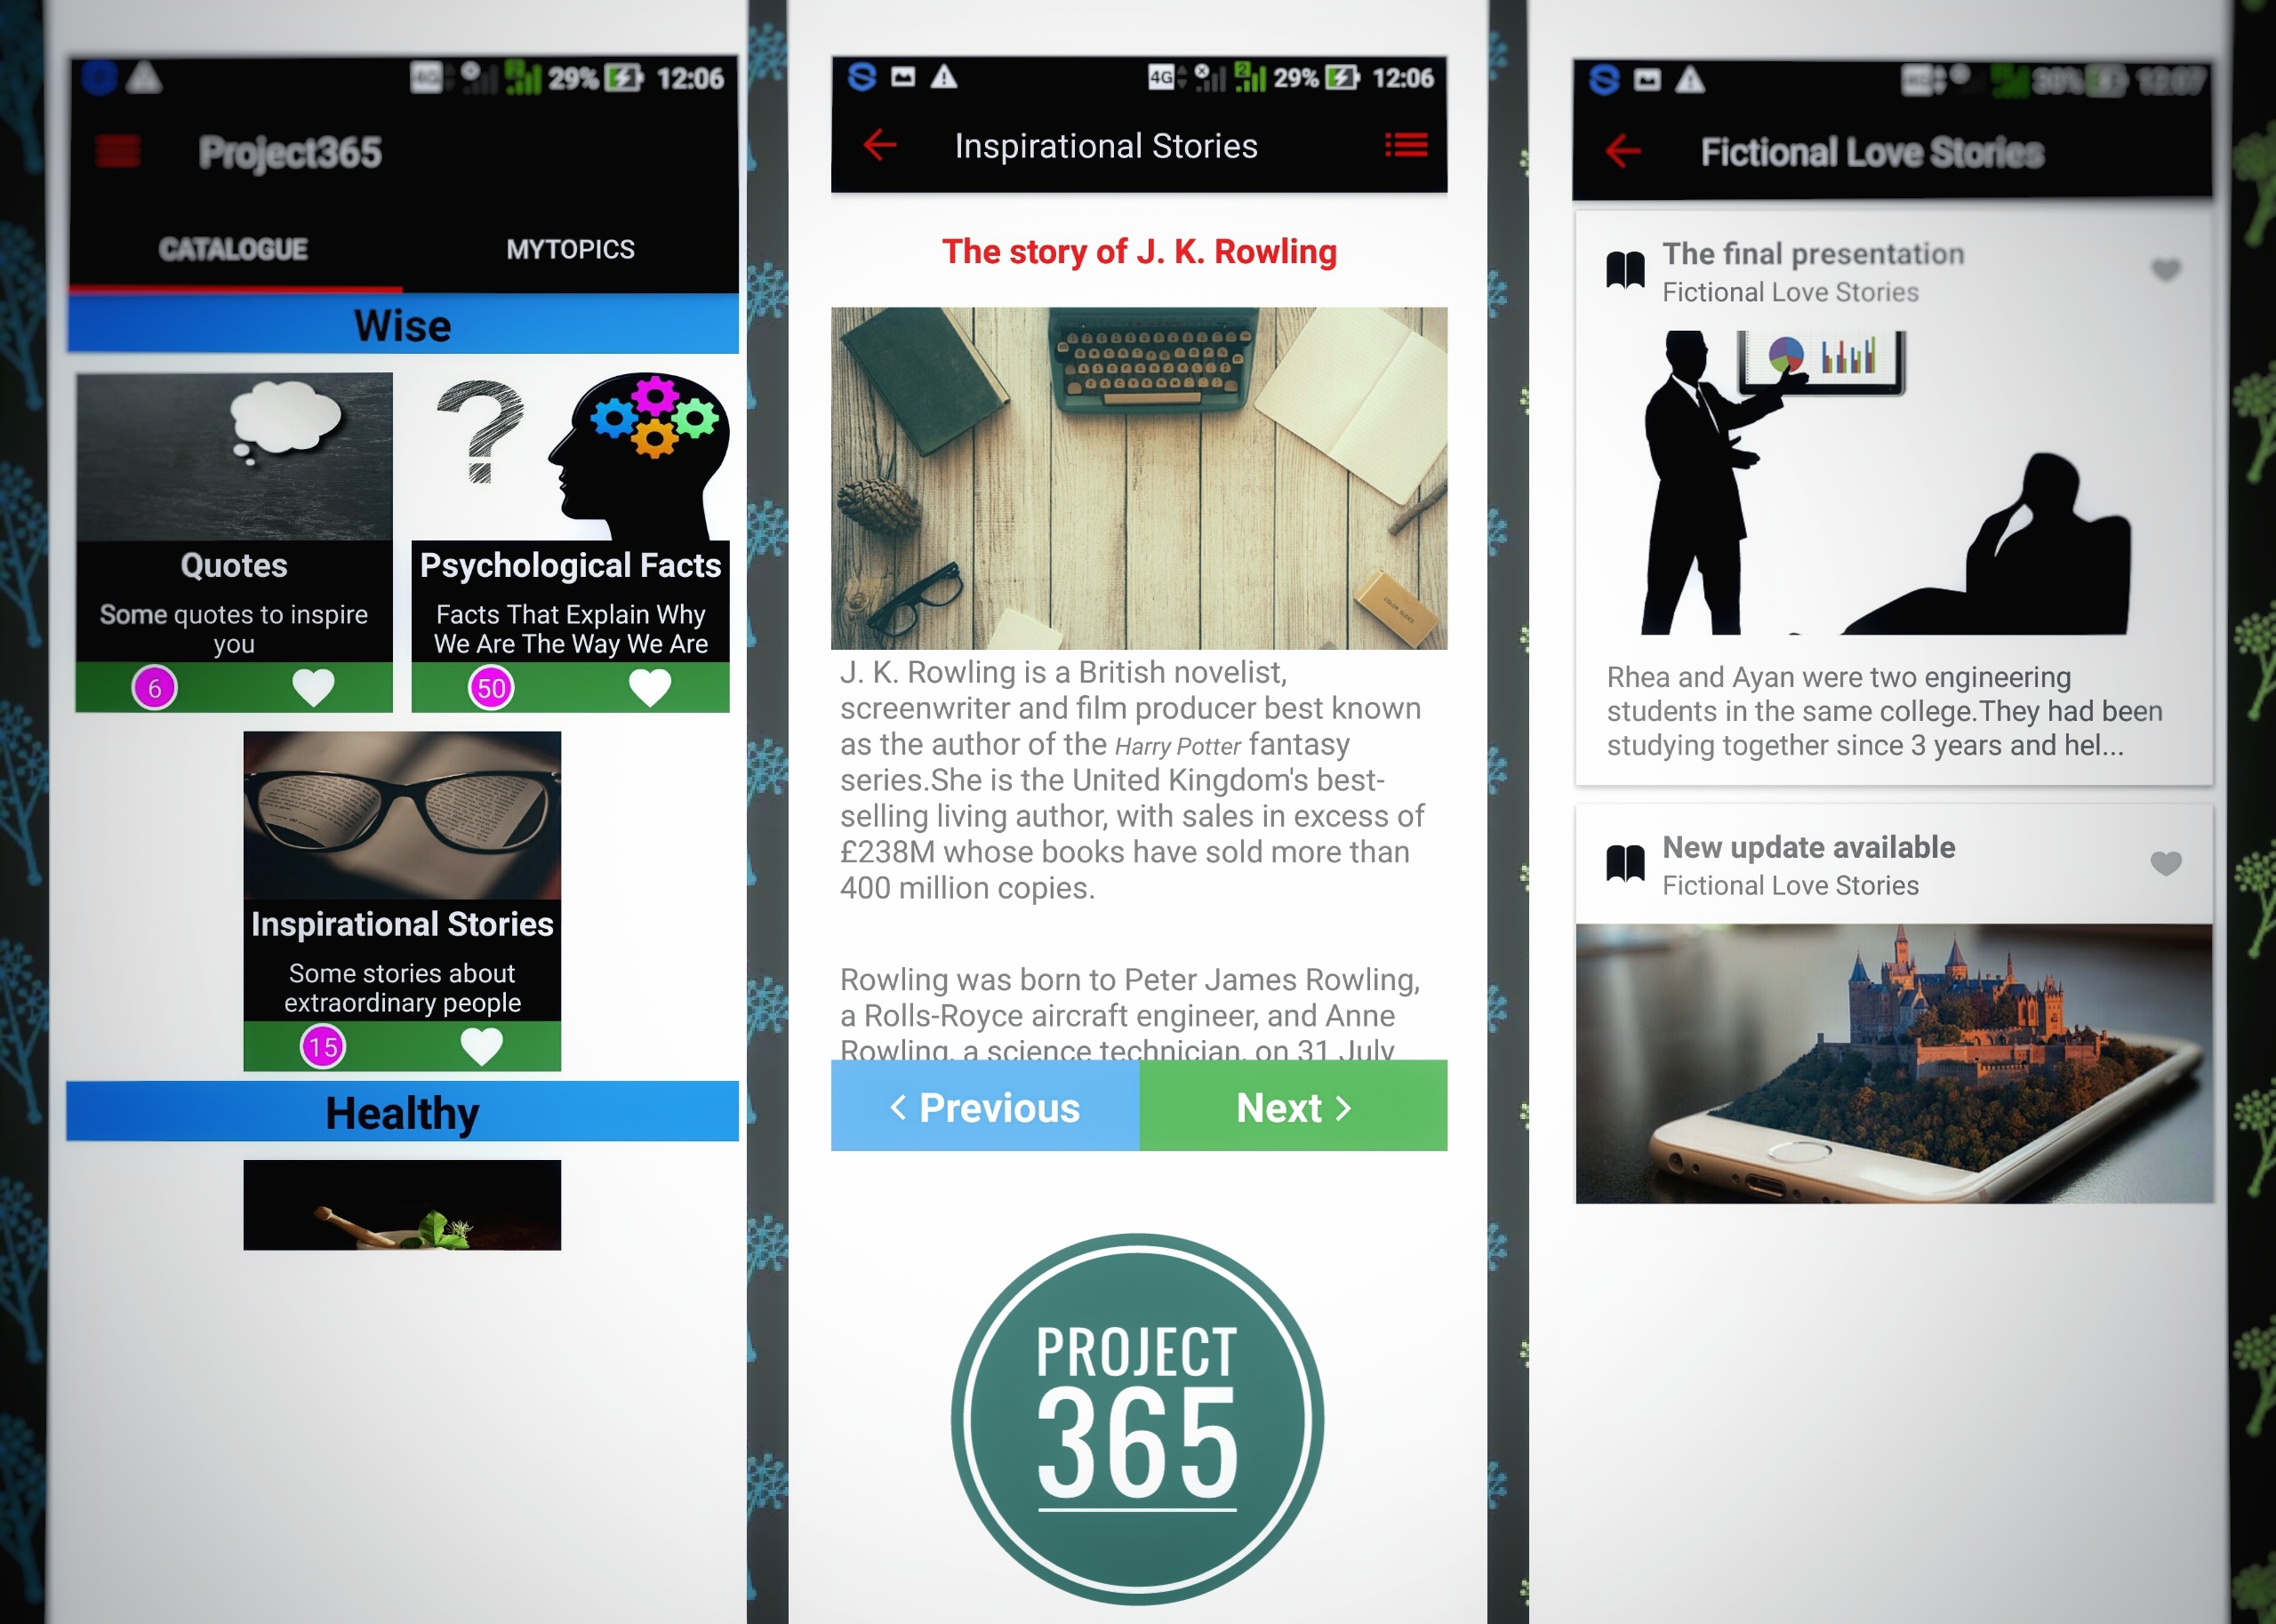 29% 12:06
Project365
CATALOGUE MYTOPICS
Wise
Quotes
Some quotes to inspire
you
6
Psychological Facts
Facts That Explain Why
We Are The Way We Are
50
Inspirational Stories
Some stories about
extraordinary people
15
Healthy
4G 2 29% 12:06
Inspirational Stories
The story of J. K. Rowling
J. K. Rowling is a British novelist,
screenwriter and film producer best known
as the author of the Harry Potter fantasy
series.She is the United Kingdom's best-
selling living author, with sales in excess of
£238M whose books have sold more than
400 million copies.
Rowling was born to Peter James Rowling,
a Rolls-Royce aircraft engineer, and Anne
Rowling, a science technician, on 31 July
< Previous
Next >
PROJECT
365
Fictional Love Stories
The final presentation
Fictional Love Stories
Rhea and Ayan were two engineering
students in the same college.They had been
studying together since 3 years and hel...
New update available
Fictional Love Stories